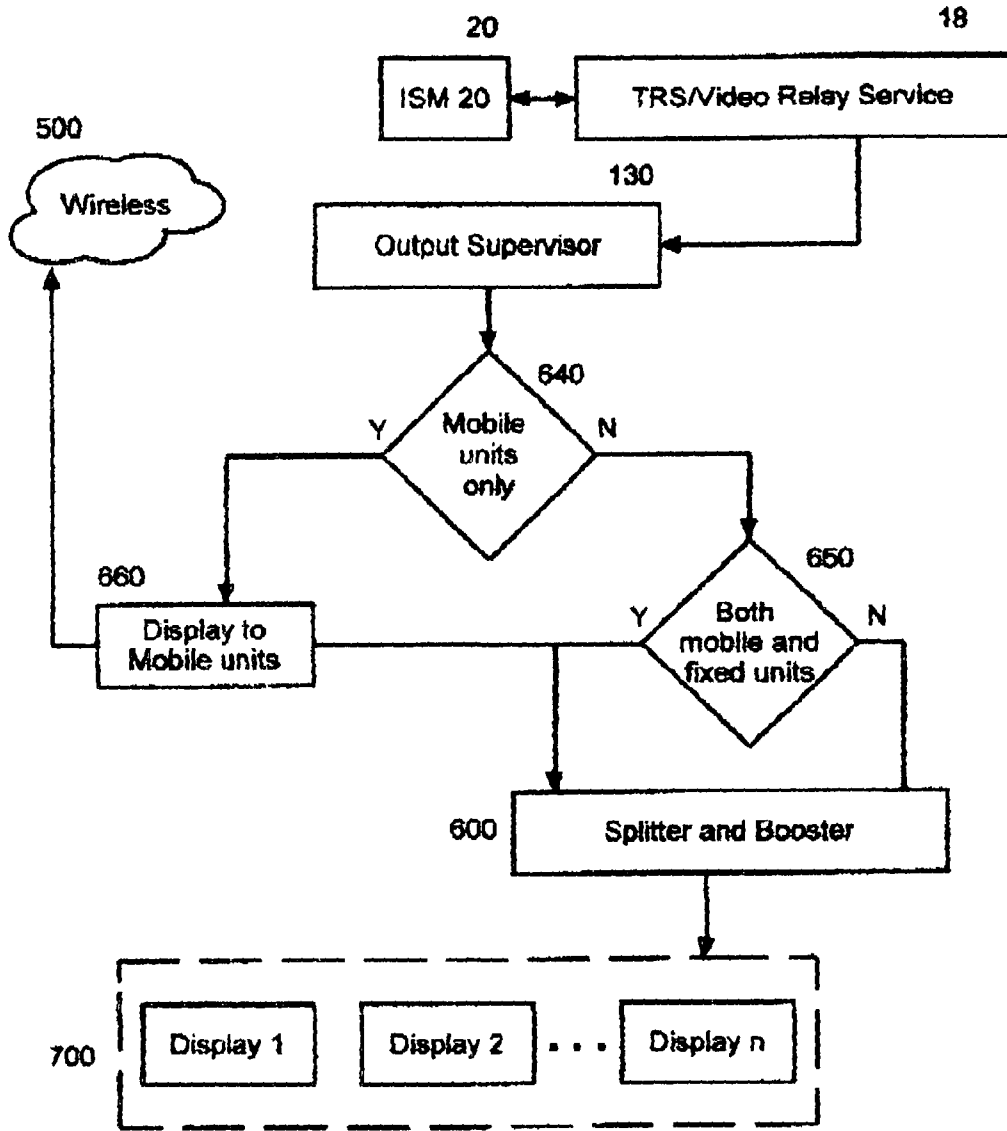 20
18
ISM 20
TRS/Video Relay Service
500
Wireless
130
Output Supervisor
640
Y
Mobile
units
only
N
660
Display to
Mobile units
650
Y
Both
mobile and
fixed units
N
600
Splitter and Booster
700
Display 1
Display 2
. . .
Display n